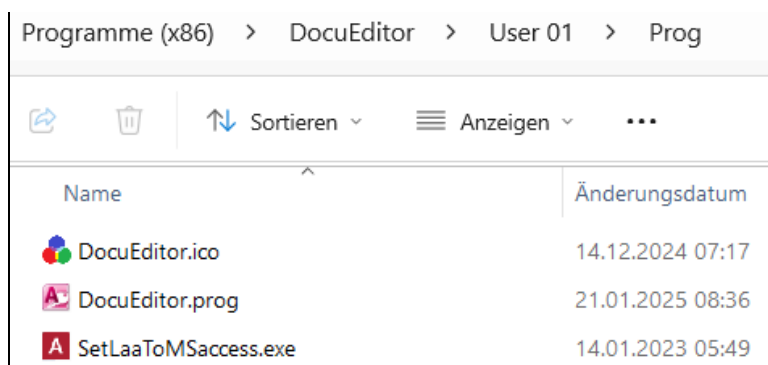 Programme (x86) > DocuEditor > User 01 > Prog
Sortieren Anzeigen ...
Name Änderungsdatum
DocuEditor.ico 14.12.2024 07:17
DocuEditor.prog 21.01.2025 08:36
A SetLaaToMSaccess.exe 14.01.2023 05:49